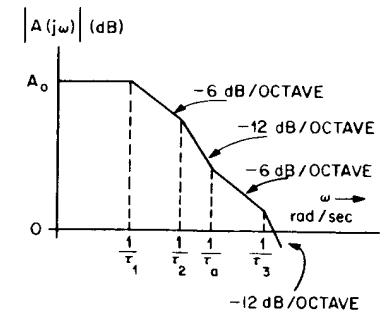 |A(jω)| (dB)
A₀
-6 dB/OCTAVE
-12 dB/OCTAVE
-6 dB/OCTAVE
ω →
rad/sec
0
1/τ₁ 1/τ₂ 1/τₐ 1/τ₃
-12 dB/OCTAVE